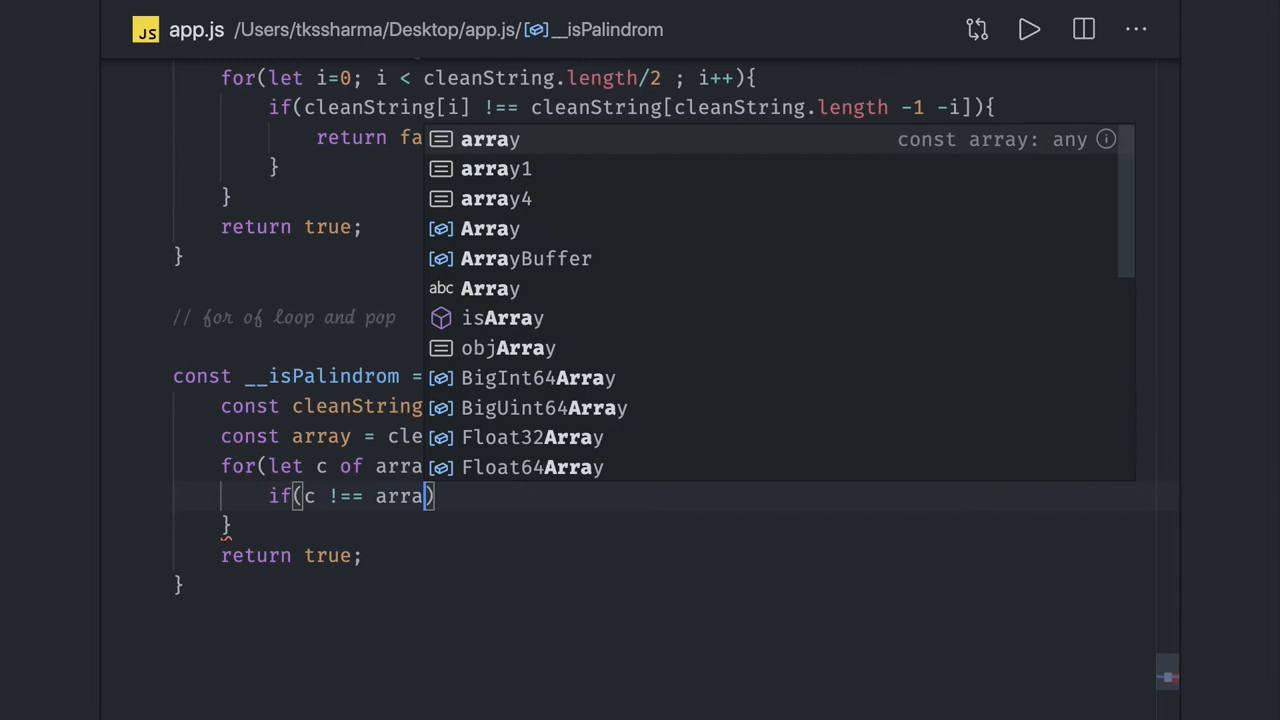 JS app.js /Users/tkssharma/Desktop/app.js/__isPalindrom
for(let i=0; i < cleanString.length/2 ; i++){
if(cleanString[i] !== cleanString[cleanString.length -1 -i]){
return fa
array const array: any
}
array1
}
array4
return true;
Array
}
ArrayBuffer
abc Array
// for of loop and pop
isArray
objArray
const __isPalindrom =
BigInt64Array
const cleanString
BigUint64Array
const array = cle
Float32Array
for(let c of arra
Float64Array
if(c !== arra)
}
return true;
}